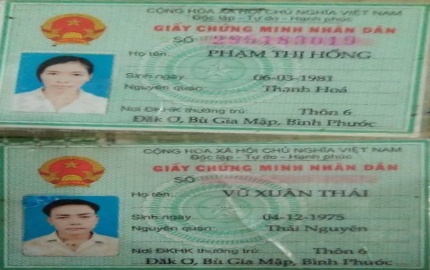 CỘNG HÒA XÃ HỘI CHỦ NGHĨA VIỆT NAM
Độc lập - Tự do - Hạnh phúc
GIẤY CHỨNG MINH NHÂN DÂN
SỐ
Họ tên: PHẠM THỊ HỒNG
Sinh ngày 06-03-1981
Nguyên quán: Thanh Hoá
Nơi ĐKHK thường trú: Thôn 6
Đăk Ơ, Bù Gia Mập, Bình Phước
CỘNG HÒA XÃ HỘI CHỦ NGHĨA VIỆT NAM
Độc lập - Tự do - Hạnh phúc
GIẤY CHỨNG MINH NHÂN DÂN
SỐ
Họ tên: VŨ XUÂN THÁI
Sinh ngày 04-12-1975
Nguyên quán: Thái Nguyên
Nơi ĐKHK thường trú: Thôn 6
Đăk Ơ, Bù Gia Mập, Bình Phước